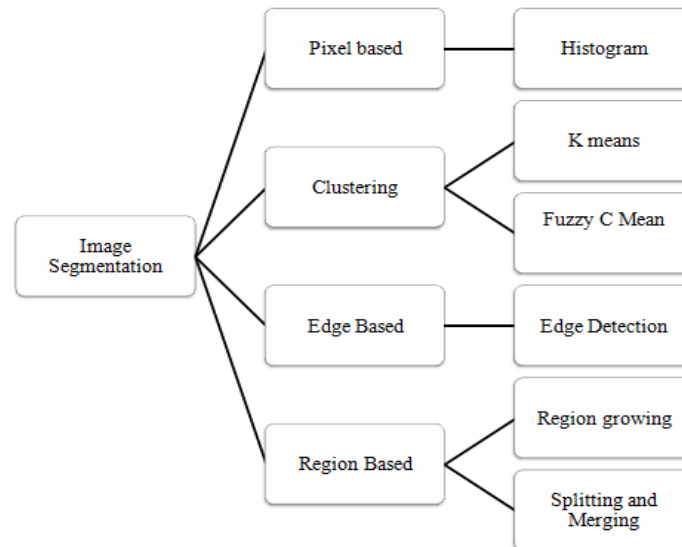 Pixel based
Histogram
K means
Clustering
Fuzzy C Mean
Image
Segmentation
Edge Based
Edge Detection
Region growing
Region Based
Splitting and
Merging